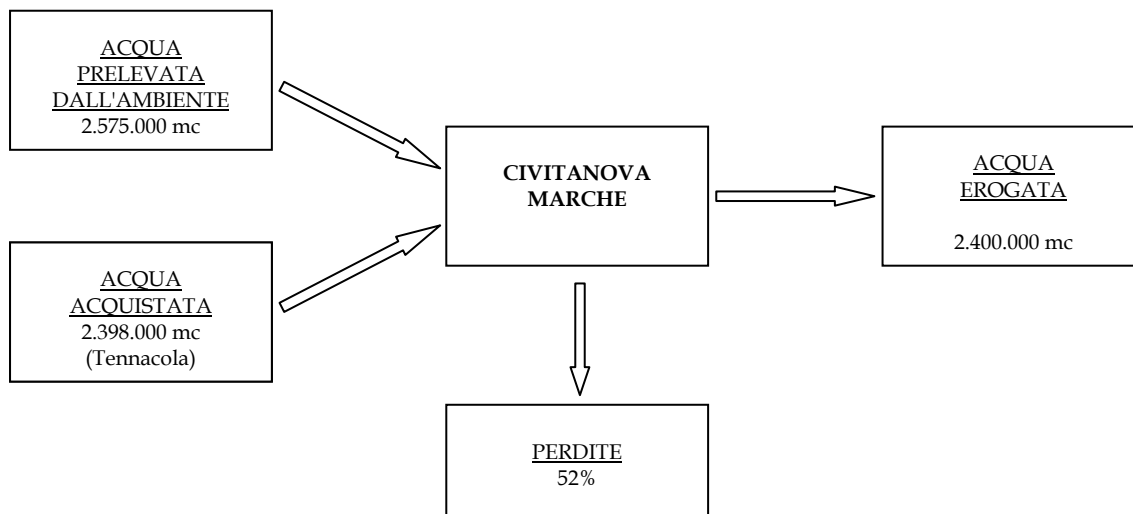 ACQUA
PRELEVATA
DALL'AMBIENTE
2.575.000 mc
ACQUA
ACQUISTATA
2.398.000 mc
(Tennacola)
CIVITANOVA
MARCHE
ACQUA
EROGATA
2.400.000 mc
PERDITE
52%